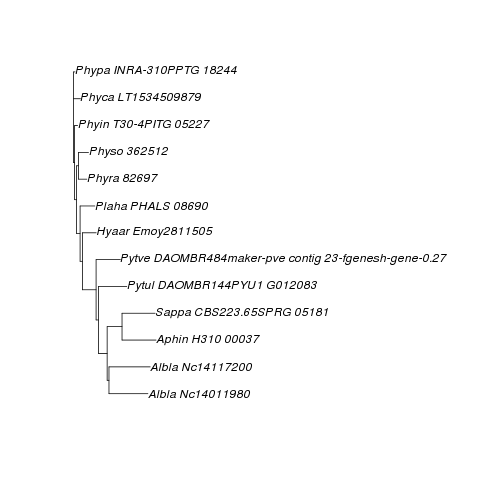 Phypa INRA-310PPTG 18244
Phyca LT1534509879
Phyin T30-4PITG 05227
Physo 362512
Phyra 82697
Plaha PHALS 08690
Hyaar Emoy2811505
Pytve DAOMBR484maker-pve contig 23-fgenesh-gene-0.27
Pytul DAOMBR144PYU1 G012083
Sappa CBS223.65SPRG 05181
Aphin H310 00037
Albla Nc14117200
Albla Nc14011980